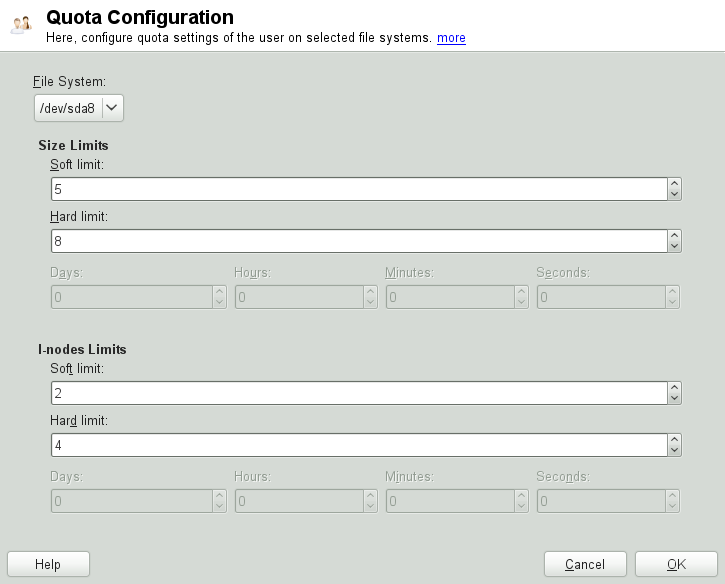 Quota Configuration
Here, configure quota settings of the user on selected file systems. more
File System:
/dev/sda8
Size Limits
Soft limit:
5
Hard limit:
8
Days: Hours: Minutes: Seconds:
0 0 0 0
I-nodes Limits
Soft limit:
2
Hard limit:
4
Days: Hours: Minutes: Seconds:
0 0 0 0
Help Cancel OK